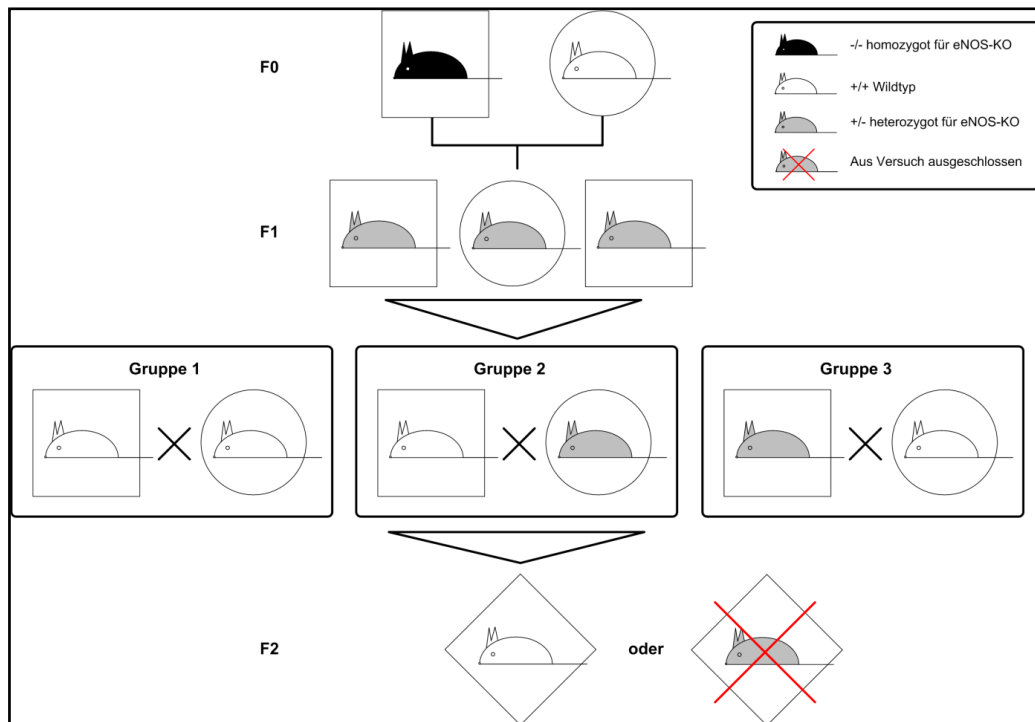 F0
-/- homozygot für eNOS-KO
+/+ Wildtyp
+/- heterozygot für eNOS-KO
Aus Versuch ausgeschlossen
F1
Gruppe 1
Gruppe 2
Gruppe 3
F2
oder